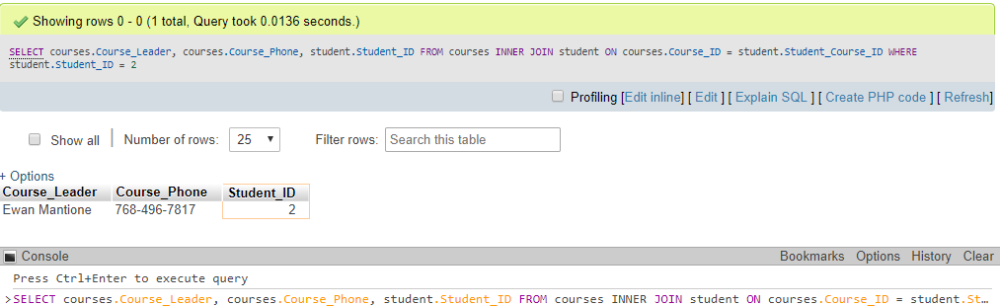 Showing rows 0 - 0 (1 total, Query took 0.0136 seconds.)
SELECT courses.Course_Leader, courses.Course_Phone, student.Student_ID FROM courses INNER JOIN student ON courses.Course_ID = student.Student_Course_ID WHERE
student.Student_ID = 2
Profiling [Edit inline] [ Edit ] [ Explain SQL ] [ Create PHP code ] [ Refresh]
Show all | Number of rows: 25 Filter rows: Search this table
+ Options
Course_Leader Course_Phone Student_ID
Ewan Mantione 768-496-7817 2
Console Bookmarks Options History Clear
Press Ctrl+Enter to execute query
>SELECT courses.Course_Leader, courses.Course_Phone, student.Student_ID FROM courses INNER JOIN student ON courses.Course_ID = student.St…